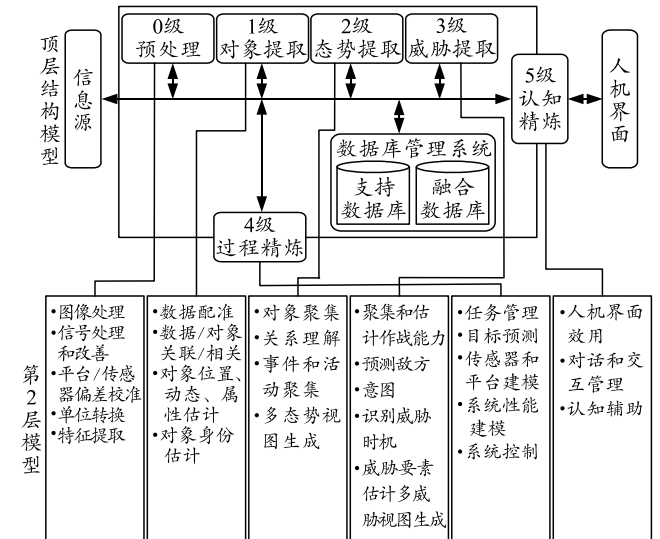 顶层结构模型
信息源
0级
预处理
1级
对象提取
2级
态势提取
3级
威胁提取
5级
认知
精炼
人机界面
数据库管理系统
支持
数据库
融合
数据库
4级
过程精炼
第2层模型
•图像处理
•信号处理
和改善
•平台/传感
器偏差校准
•单位转换
•特征提取
•数据配准
•数据/对象
关联/相关
•对象位置、
动态、属
性估计
•对象身份
估计
•对象聚集
•关系理解
•事件和活
动聚集
•多态势视
图生成
•聚集和估
计作战能力
•预测敌方
•意图
•识别威胁
时机
•威胁要素
估计多威
胁视图生成
•任务管理
•目标预测
•传感器和
平台建模
•系统性能
建模
•系统控制
•人机界面
效用
•对话和交
互管理
•认知辅助